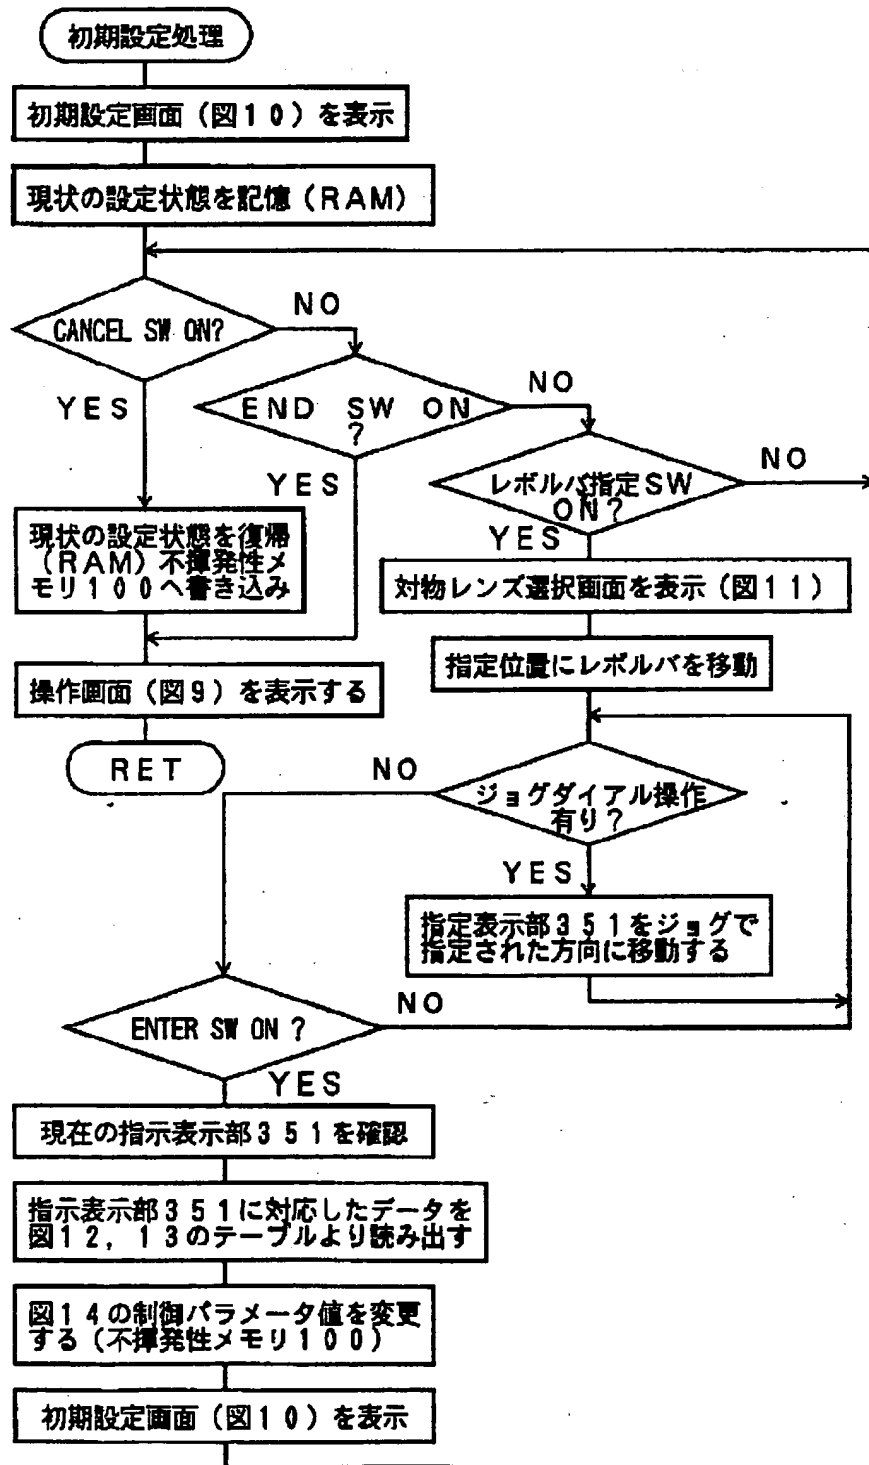 初期設定処理
初期設定画面（図１０）を表示
現状の設定状態を記憶（ＲＡＭ）
CANCEL SW ON?
ＮＯ
ＹＥＳ
ＥＮＤ ＳＷ ＯＮ
？
ＮＯ
ＹＥＳ
レボルバ指定ＳＷ
ＯＮ？
ＮＯ
ＹＥＳ
現状の設定状態を復帰
（ＲＡＭ）不揮発性メ
モリ１００へ書き込み
対物レンズ選択画面を表示（図１１）
指定位置にレボルバを移動
操作画面（図９）を表示する
ＲＥＴ
ジョグダイアル操作
有り？
ＮＯ
ＹＥＳ
指定表示部３５１をジョグで
指定された方向に移動する
ENTER SW ON ?
ＮＯ
ＹＥＳ
現在の指示表示部３５１を確認
指示表示部３５１に対応したデータを
図１２，１３のテーブルより読み出す
図１４の制御パラメータ値を変更
する（不揮発性メモリ１００）
初期設定画面（図１０）を表示